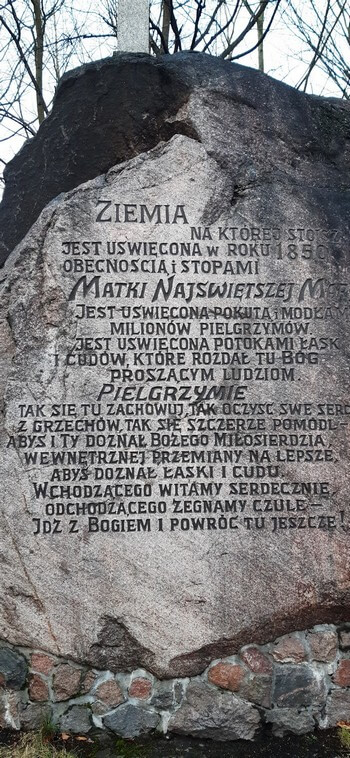 ZIEMIA
NA KTÓREJ
JEST UŚWIĘCONA W ROKU 1850
OBECNOŚCIĄ i STOPAMI
MATKI NAJŚWIĘTSZEJ
JEST UŚWIĘCONA POKUTĄ i
MILIONÓW PIELGRZYMÓW.
JEST UŚWIĘCONA POTOKAMI ŁASK
I CUDÓW, KTÓRE ROZDAŁ TU BÓG
PROSZĄCYM LUDZIOM.
PIELGRZYMIE
TAK SIĘ TU ZACHOWUJ, TAK OCZYŚĆ SWE
Z GRZECHÓW, TAK SIĘ SZCZERZE POMÓDL –
ABYŚ I TY DOZNAŁ BOŻEGO MIŁOSIERDZIA,
WEWNĘTRZNEJ PRZEMIANY NA LEPSZE,
ABYŚ DOZNAŁ ŁASKI I CUDU.
WCHODZĄCEGO WITAMY SERDECZNIE,
ODCHODZĄCEGO ŻEGNAMY CZULE –
IDŹ Z BOGIEM I POWRÓĆ TU JESZCZE!